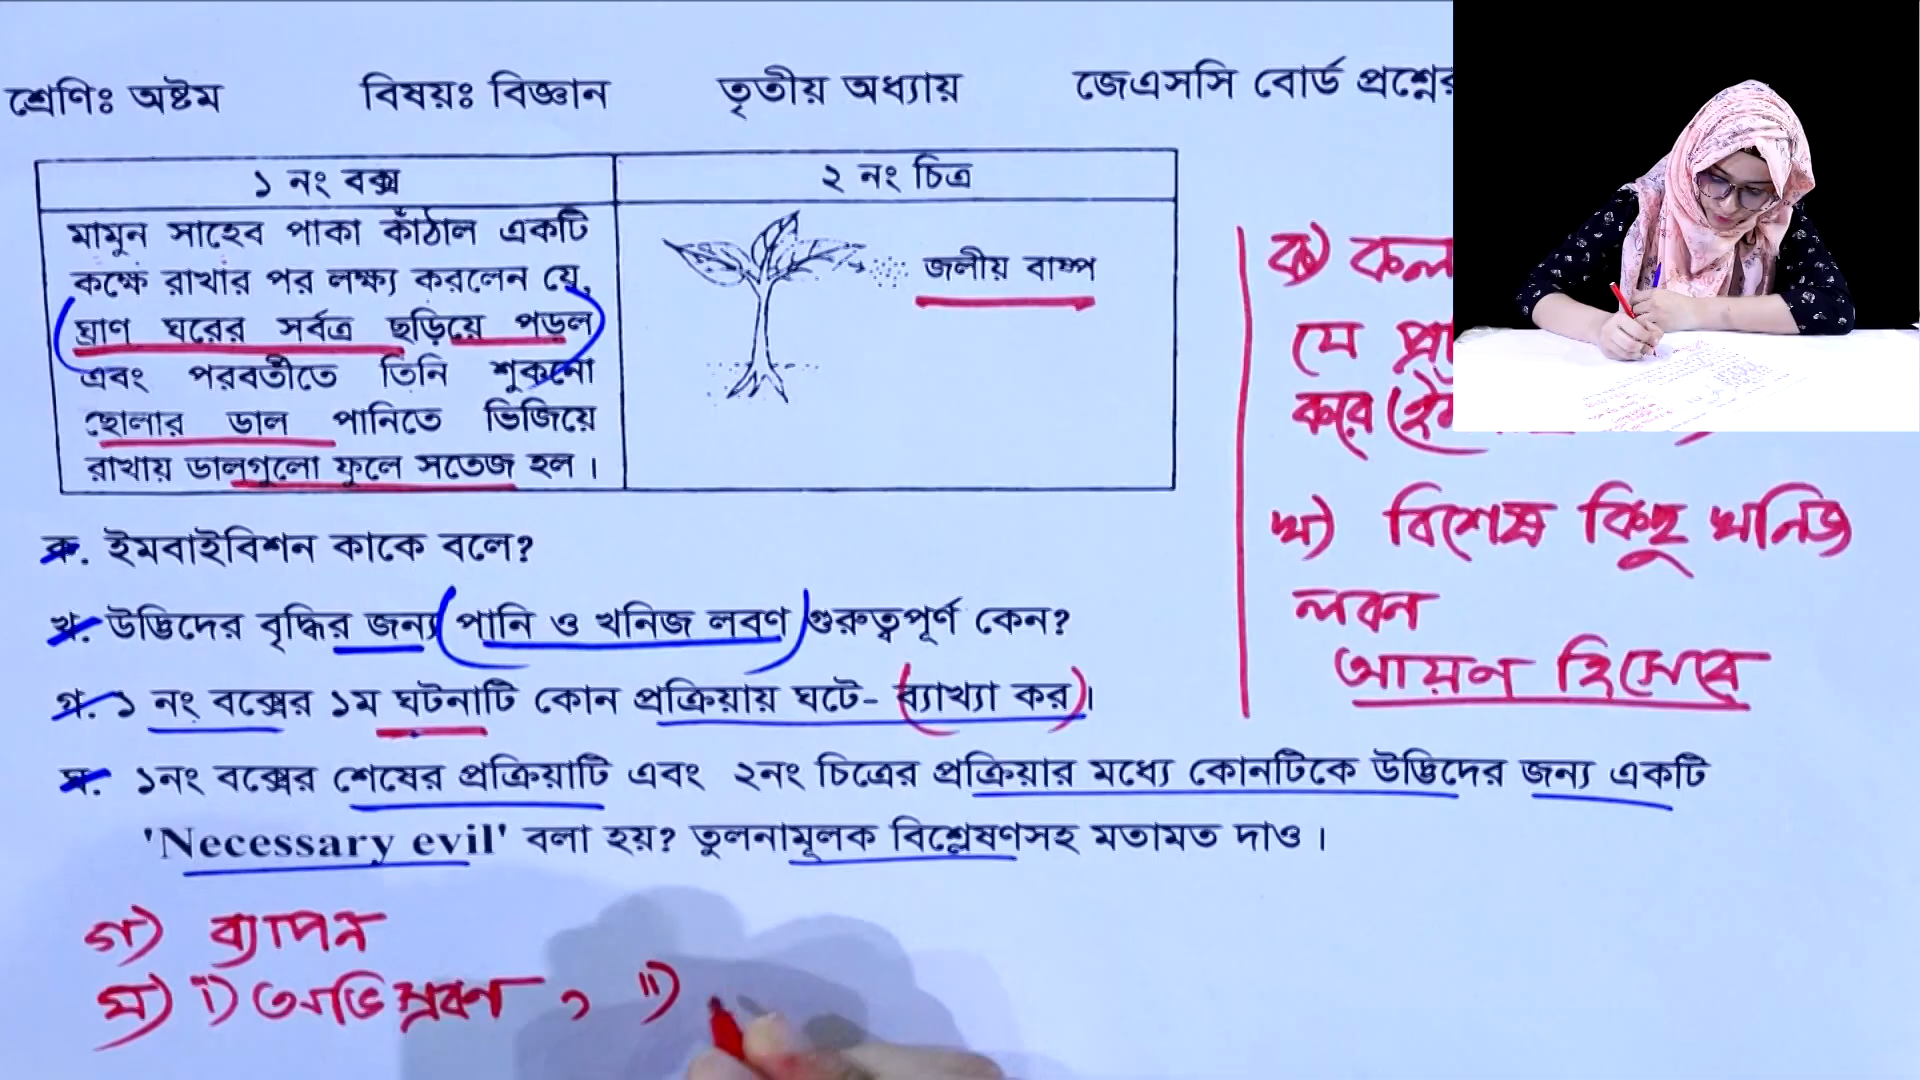 শ্রেণিঃ অষ্টম বিষয়ঃ বিজ্ঞান তৃতীয় অধ্যায় জেএসসি বোর্ড প্রশ্নের
১ নং বক্স
মামুন সাহেব পাকা কাঁঠাল একটি
কক্ষে রাখার পর লক্ষ্য করলেন যে,
ঘ্রাণ ঘরের সর্বত্র ছড়িয়ে পড়ল
এবং পরবর্তীতে তিনি শুকনো
ছোলার ডাল পানিতে ভিজিয়ে
রাখায় ডালগুলো ফুলে সতেজ হল।
২ নং চিত্র
জলীয় বাষ্প
ক. ইমবাইবিশন কাকে বলে?
খ. উদ্ভিদের বৃদ্ধির জন্য পানি ও খনিজ লবণ গুরুত্বপূর্ণ কেন?
গ. ১ নং বক্সের ১ম ঘটনাটি কোন প্রক্রিয়ায় ঘটে- ব্যাখ্যা কর।
ঘ. ১নং বক্সের শেষের প্রক্রিয়াটি এবং ২নং চিত্রের প্রক্রিয়ার মধ্যে কোনটিকে উদ্ভিদের জন্য একটি
'Necessary evil' বলা হয়? তুলনামূলক বিশ্লেষণসহ মতামত দাও।
ক) কল
যে প্র
করে
খ) বিশেষ কিছু খনিজ
লবন
আয়ন হিসেবে
গ) ব্যাপন
ঘ) i) অভিস্রবণ, ii)